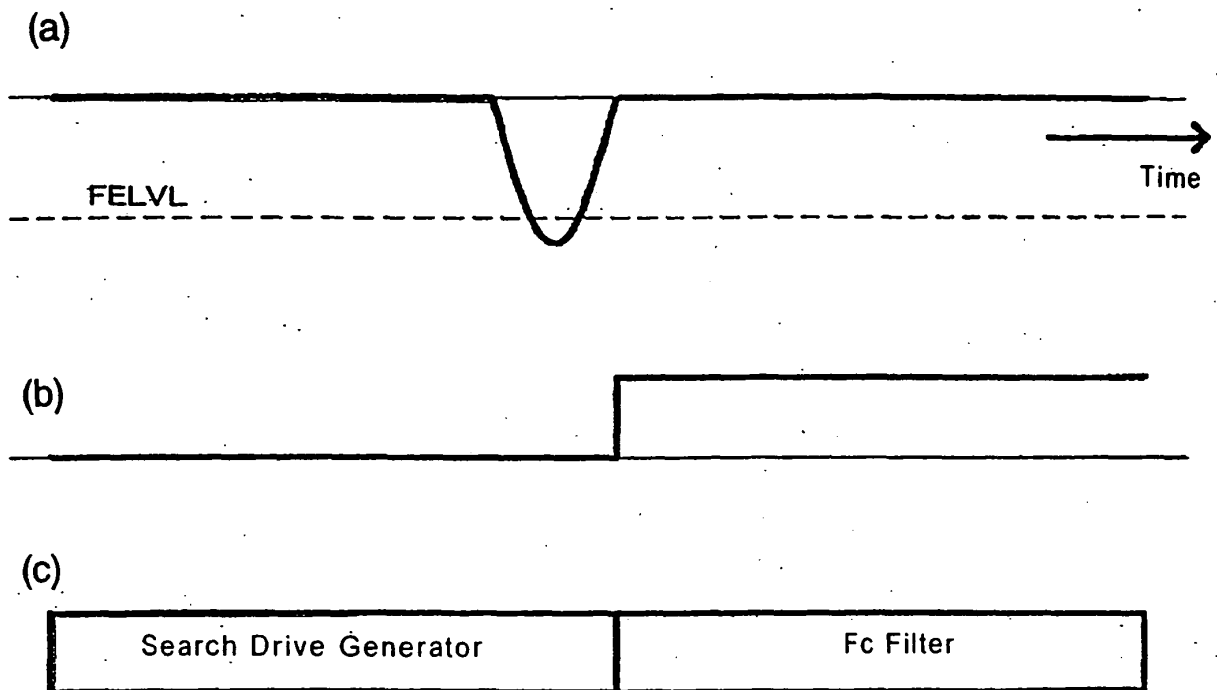 (a)
Time
FELVL
(b)
(c)
Search Drive Generator
Fc Filter